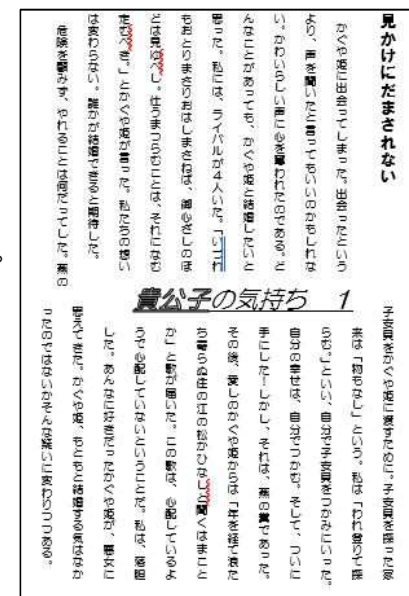 見かけにだまされない
かぐや姫に出会ってしまった。出会ったという
より、声を聞いたと言ってもいいのかもしれな
い。かわいらしい声に心を奪われたのである。ど
んなことがあっても、かぐや姫と結婚したいと
思った。私には、ライバルが4人いた。「いづれ
もおとりまさりおはしまさねば、御心ざしのほ
どは見ゆべし。仕うまつらむことは、それになむ
定むべき。」とかぐや姫が言った。私たちの想い
は変わらない。誰かが結婚できると期待した。
危険を顧みず、やれることは何だってした。燕の
貴公子の気持ち 1
子安貝をかぐや姫に渡すために。子安貝を探った家
来は「物もなし」という。私は「われ登りて探
らむ。」といい、自分で子安貝をつかみにいった。
自分の幸せは、自分でつかむ。そして、ついに
手にした!しかし、それは、燕の糞であった。
その後、愛しのかぐや姫からは「年を経て浪た
ち寄らぬ住の江の松かひなしと聞くはまこと
か」と歌が届いた。この歌は、心配しているよ
うで心配していないということだ。私は、落胆
した。あんなに好きだったかぐや姫が、悪女に
思えてきた。かぐや姫、もともと結婚する気はなか
ったのではないかそんな疑いに変わりつつある。